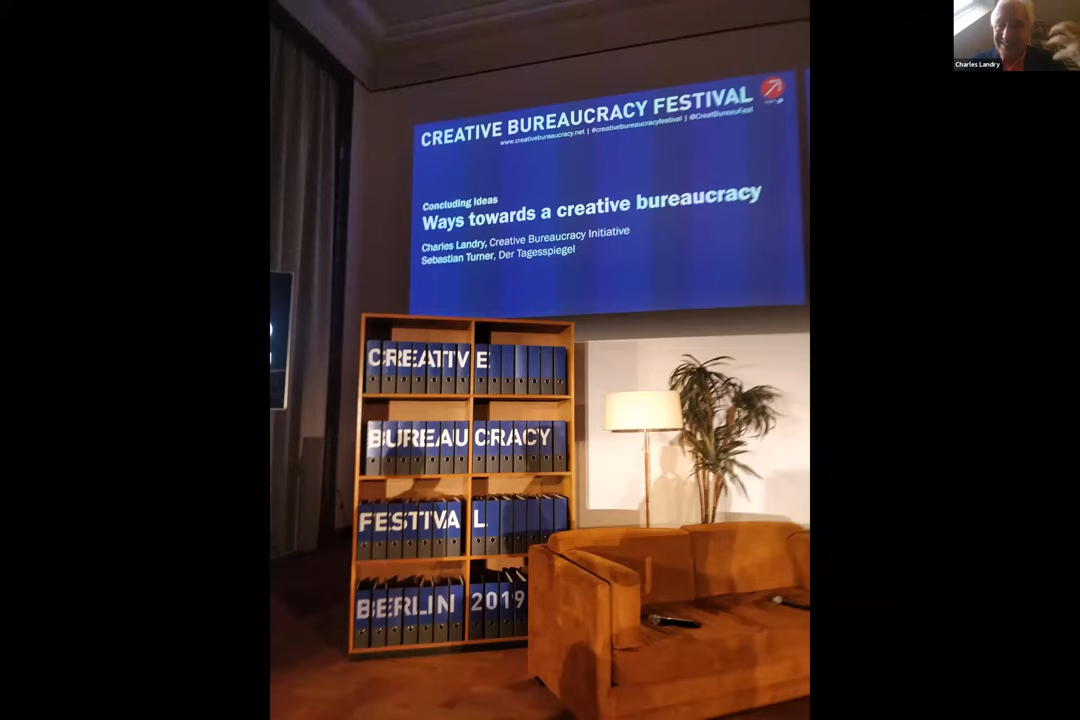 CREATIVE BUREAUCRACY FESTIVAL
www.creativebureaucracy.net | #creativebureaucracyfestival | @CreatBureauFest
Concluding Ideas
Ways towards a creative bureaucracy
Charles Landry, Creative Bureaucracy Initiative
Sebastian Turner, Der Tagesspiegel
CREATIVE
BUREAUCRACY
FESTIVAL
BERLIN 2019
Charles Landry